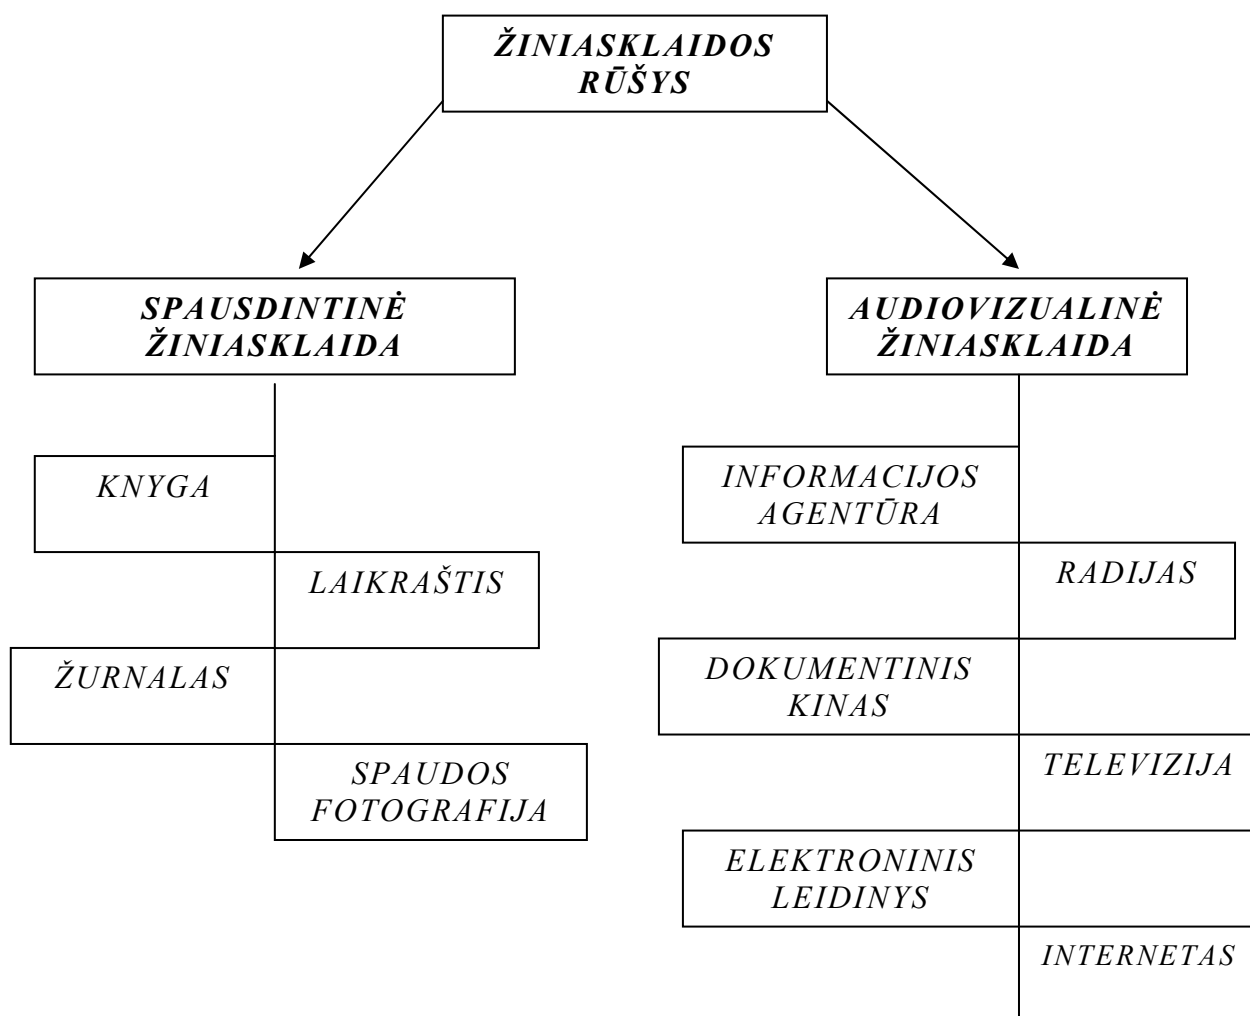 ŽINIASKLAIDOS
RŪŠYS
SPAUSDINTINĖ
ŽINIASKLAIDA
KNYGA
LAIKRAŠTIS
ŽURNALAS
SPAUDOS
FOTOGRAFIJA
AUDIOVIZUALINĖ
ŽINIASKLAIDA
INFORMACIJOS
AGENTŪRA
RADIJAS
DOKUMENTINIS
KINAS
TELEVIZIJA
ELEKTRONINIS
LEIDINYS
INTERNETAS